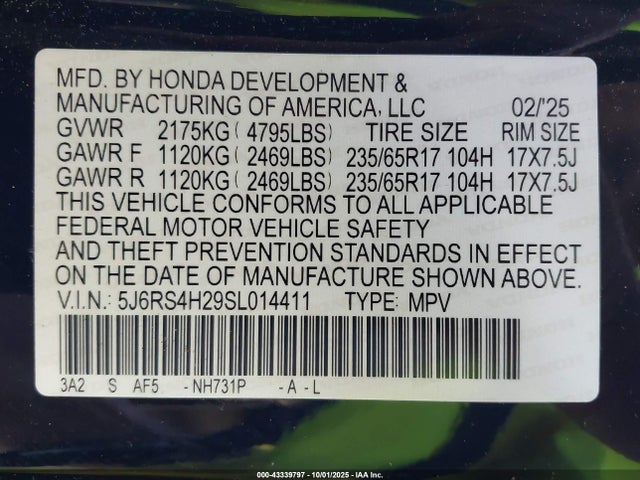 MFD. BY HONDA DEVELOPMENT &
MANUFACTURING OF AMERICA, LLC 02/'25
GVWR 2175KG( 4795LBS) TIRE SIZE RIM SIZE
GAWR F 1120KG( 2469LBS) 235/65R17 104H 17X7.5J
GAWR R 1120KG( 2469LBS) 235/65R17 104H 17X7.5J
THIS VEHICLE CONFORMS TO ALL APPLICABLE
FEDERAL MOTOR VEHICLE SAFETY
AND THEFT PREVENTION STANDARDS IN EFFECT
ON THE DATE OF MANUFACTURE SHOWN ABOVE.
V.I.N.: 5J6RS4H29SL014411 TYPE: MPV
3A2 S AF5 -NH731P -A-L
000-43339797 - 10/01/2025 - IAA Inc.